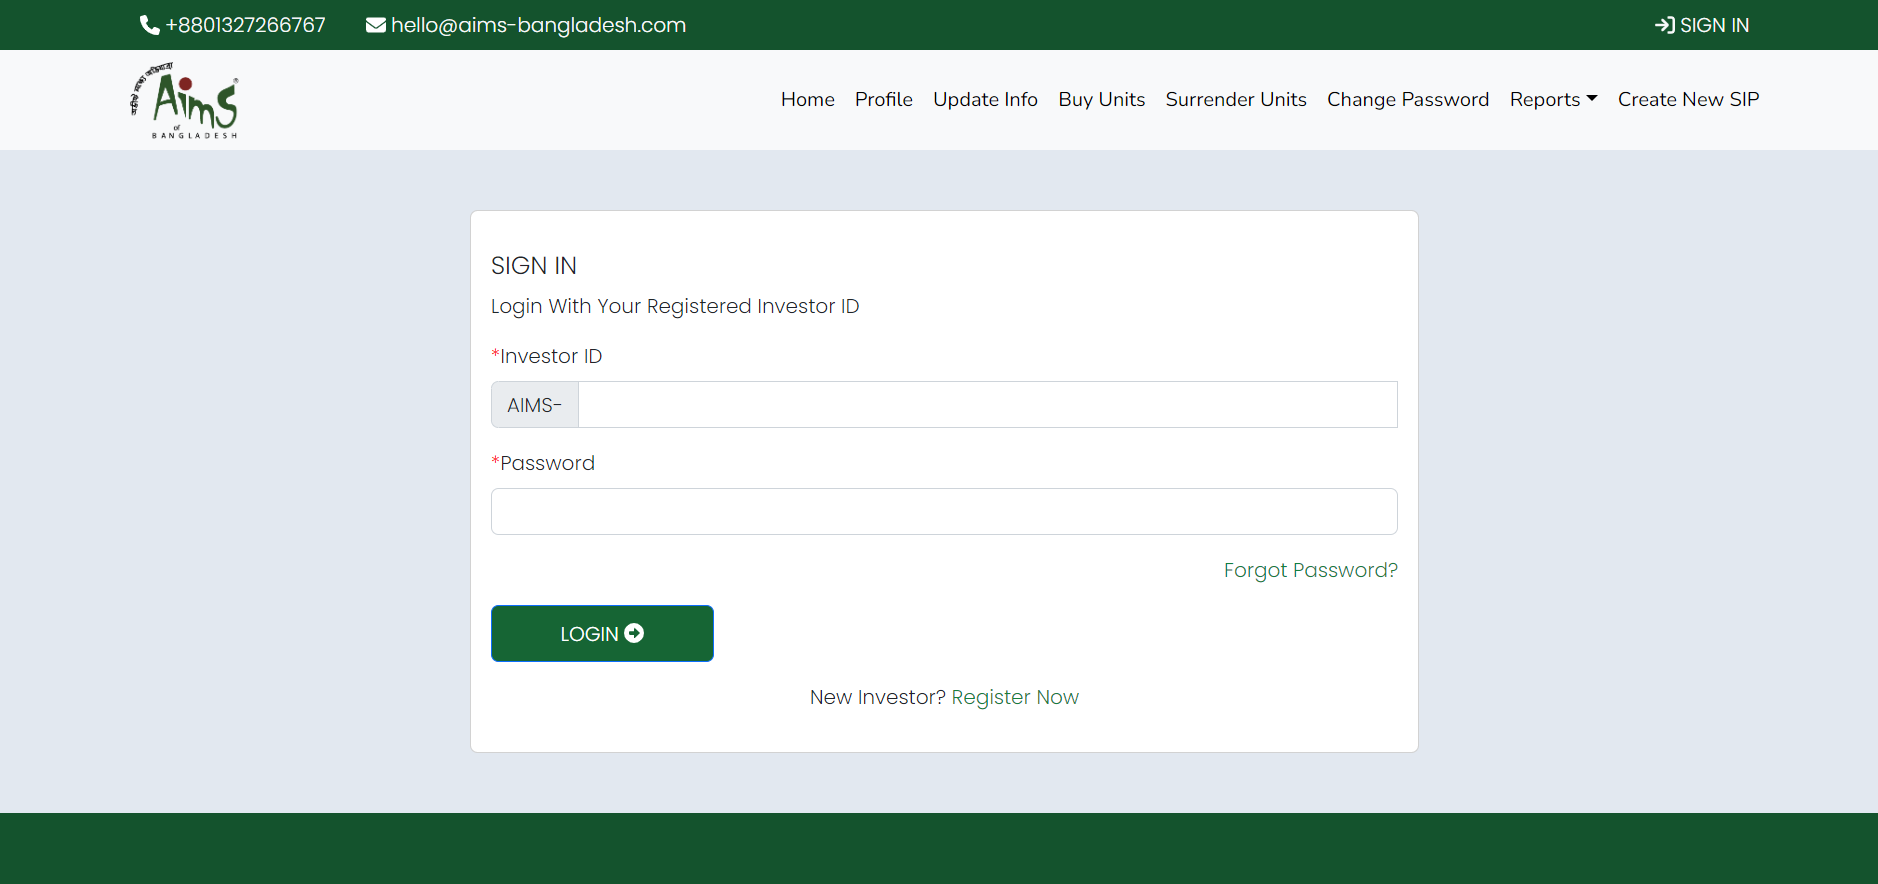 +8801327266767 hello@aims-bangladesh.com SIGN IN
Aims
of
BANGLADESH
Home Profile Update Info Buy Units Surrender Units Change Password Reports Create New SIP
SIGN IN
Login With Your Registered Investor ID
*Investor ID
AIMS-
*Password
Forgot Password?
LOGIN
New Investor? Register Now